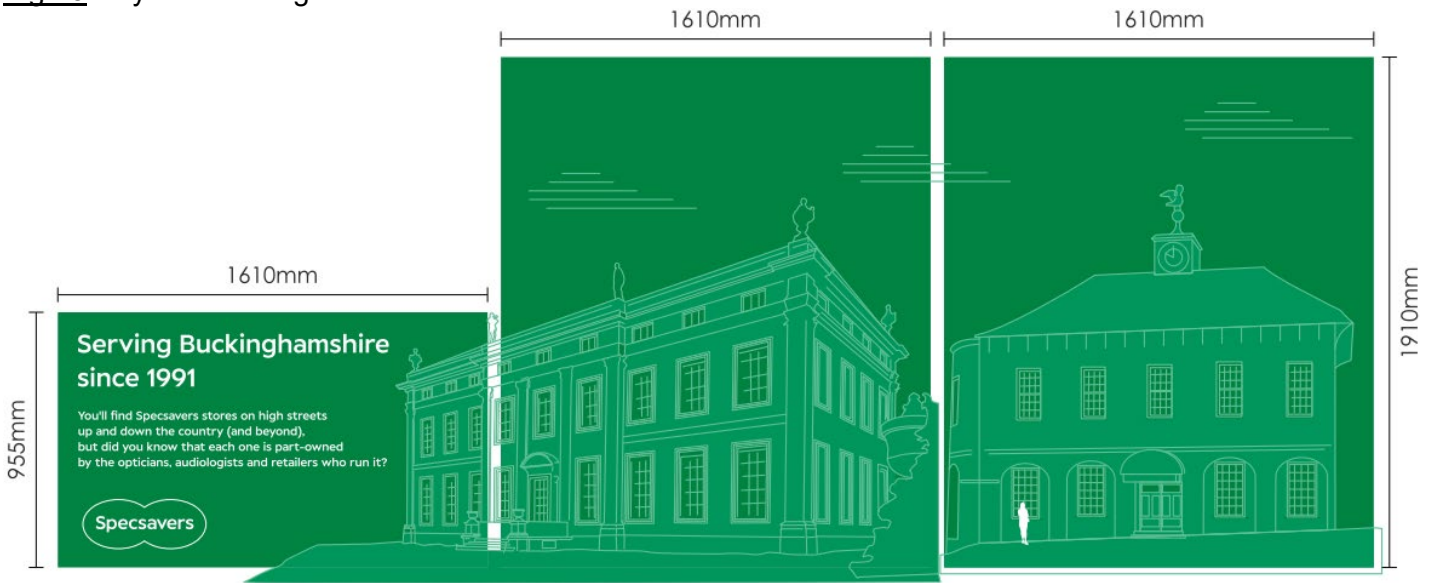 1610mm
1610mm
1610mm
1910mm
955mm
Serving Buckinghamshire
since 1991
You'll find Specsavers stores on high streets
up and down the country (and beyond),
but did you know that each one is part-owned
by the opticians, audiologists and retailers who run it?
Specsavers